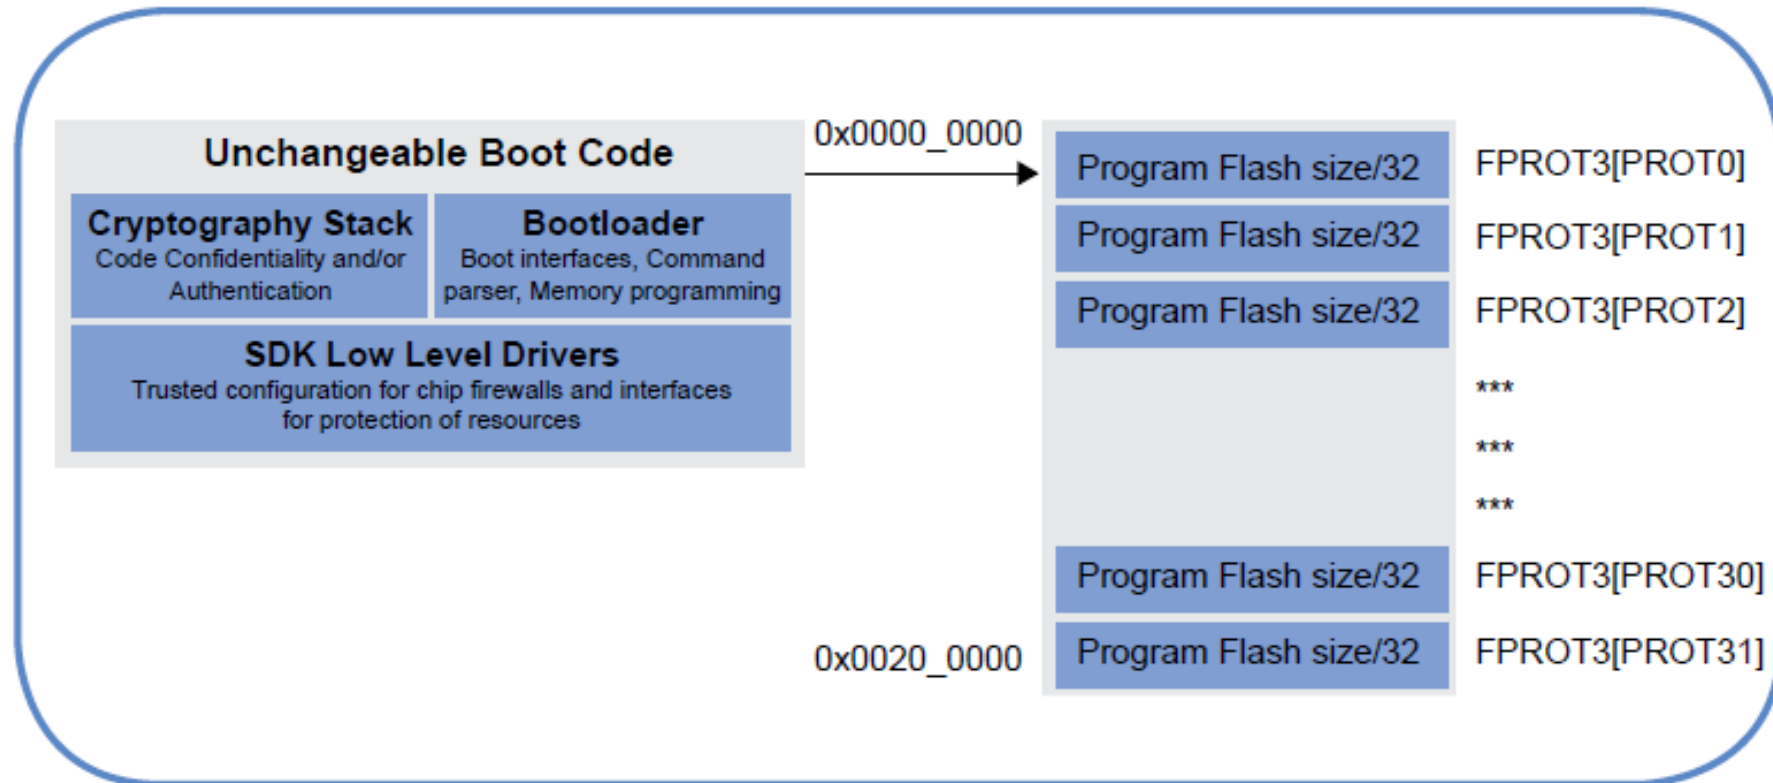 Unchangeable Boot Code
Cryptography Stack
Code Confidentiality and/or
Authentication
Bootloader
Boot interfaces, Command
parser, Memory programming
SDK Low Level Drivers
Trusted configuration for chip firewalls and interfaces
for protection of resources
0x0000_0000
Program Flash size/32 FPROT3[PROT0]
Program Flash size/32 FPROT3[PROT1]
Program Flash size/32 FPROT3[PROT2]
***
***
***
Program Flash size/32 FPROT3[PROT30]
0x0020_0000 Program Flash size/32 FPROT3[PROT31]